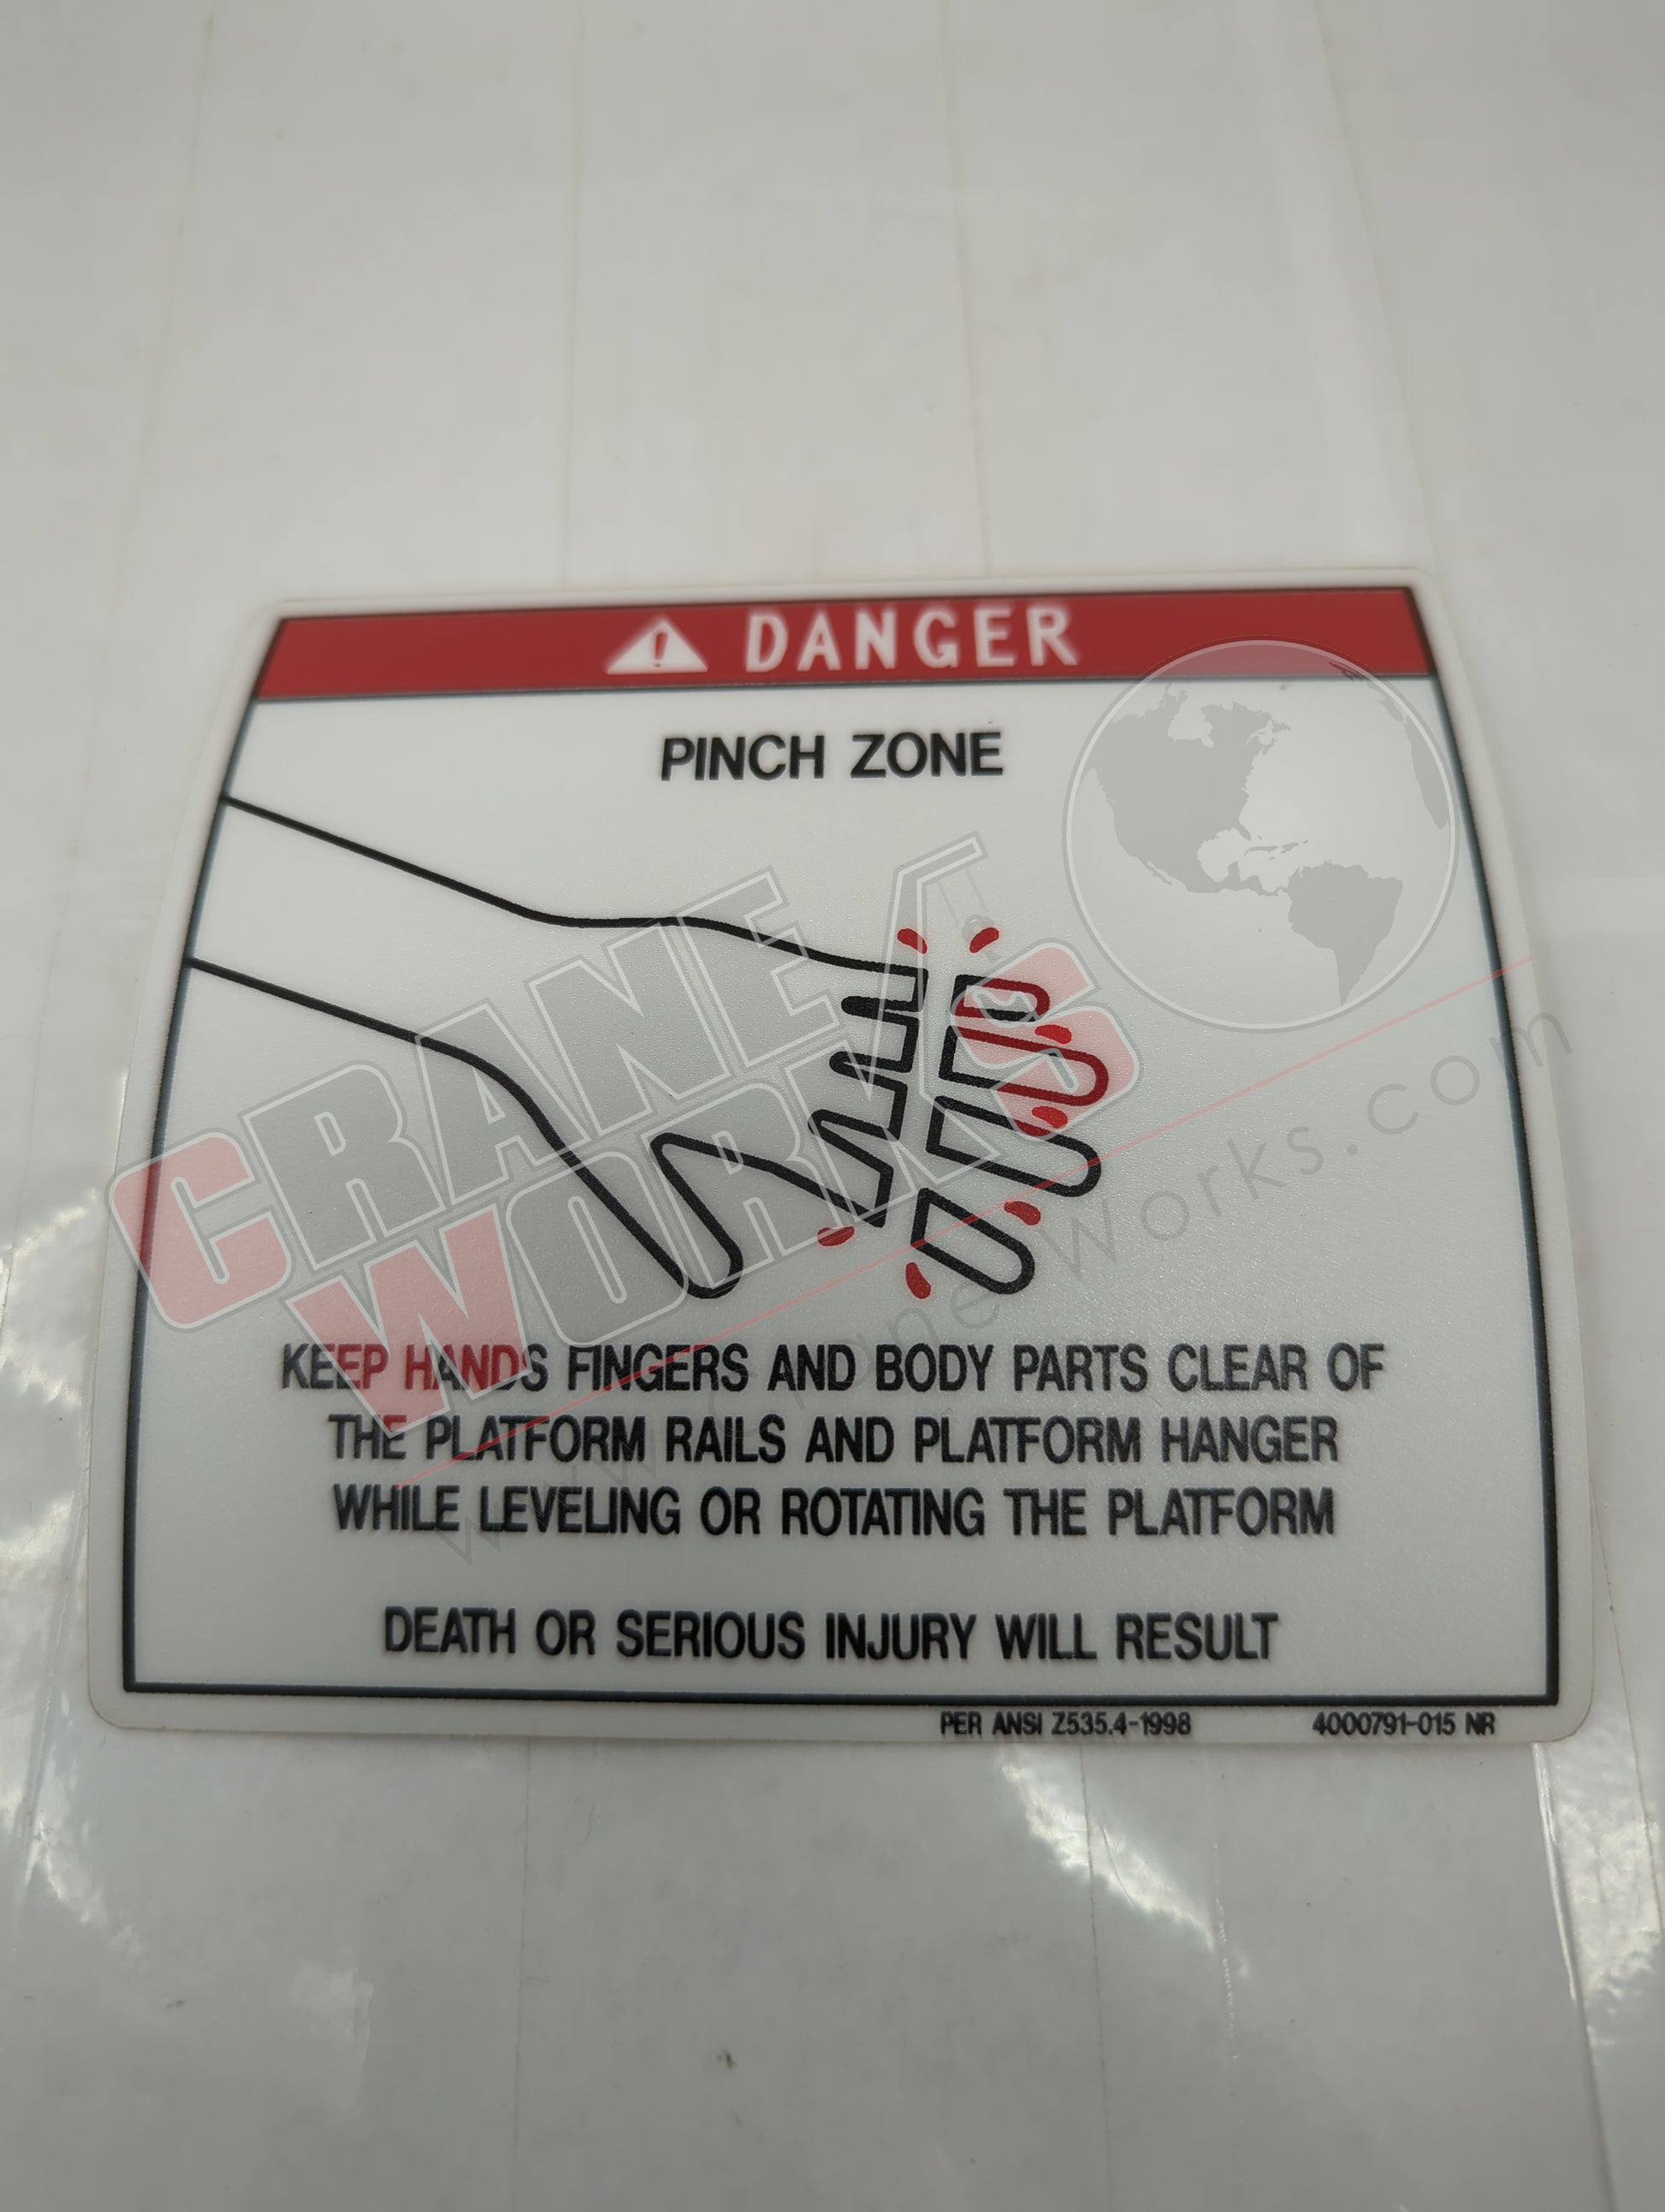 DANGER
PINCH ZONE
CRANE
WORKS
KEEP HANDS FINGERS AND BODY PARTS CLEAR OF
THE PLATFORM RAILS AND PLATFORM HANGER
WHILE LEVELING OR ROTATING THE PLATFORM
www.CraneWorks.com
DEATH OR SERIOUS INJURY WILL RESULT
PER ANSI Z535.4-1998
4000791-015 NR